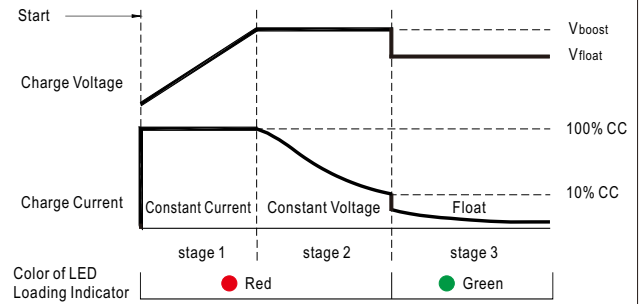 Start
Vboost
Vfloat
Charge Voltage
100% CC
10% CC
Charge Current
Constant Current
Constant Voltage
Float
stage 1
stage 2
stage 3
Color of LED
Loading Indicator
Red
Green